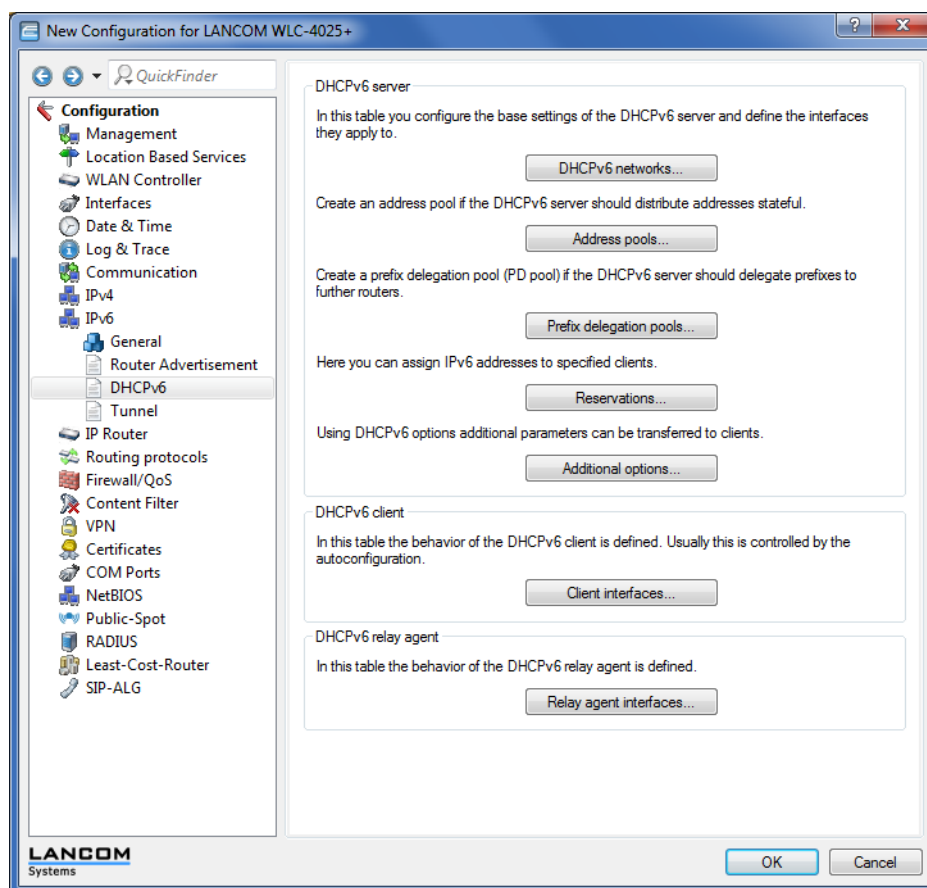 New Configuration for LANCOM WLC-4025+
QuickFinder
Configuration
Management
Location Based Services
WLAN Controller
Interfaces
Date & Time
Log & Trace
Communication
IPv4
IPv6
General
Router Advertisement
DHCPv6
Tunnel
IP Router
Routing protocols
Firewall/QoS
Content Filter
VPN
Certificates
COM Ports
NetBIOS
Public-Spot
RADIUS
Least-Cost-Router
SIP-ALG
DHCPv6 server
In this table you configure the base settings of the DHCPv6 server and define the interfaces
they apply to.
DHCPv6 networks...
Create an address pool if the DHCPv6 server should distribute addresses stateful.
Address pools...
Create a prefix delegation pool (PD pool) if the DHCPv6 server should delegate prefixes to
further routers.
Prefix delegation pools...
Here you can assign IPv6 addresses to specified clients.
Reservations...
Using DHCPv6 options additional parameters can be transferred to clients.
Additional options...
DHCPv6 client
In this table the behavior of the DHCPv6 client is defined. Usually this is controlled by the
autoconfiguration.
Client interfaces...
DHCPv6 relay agent
In this table the behavior of the DHCPv6 relay agent is defined.
Relay agent interfaces...
LANCOM
Systems
OK
Cancel